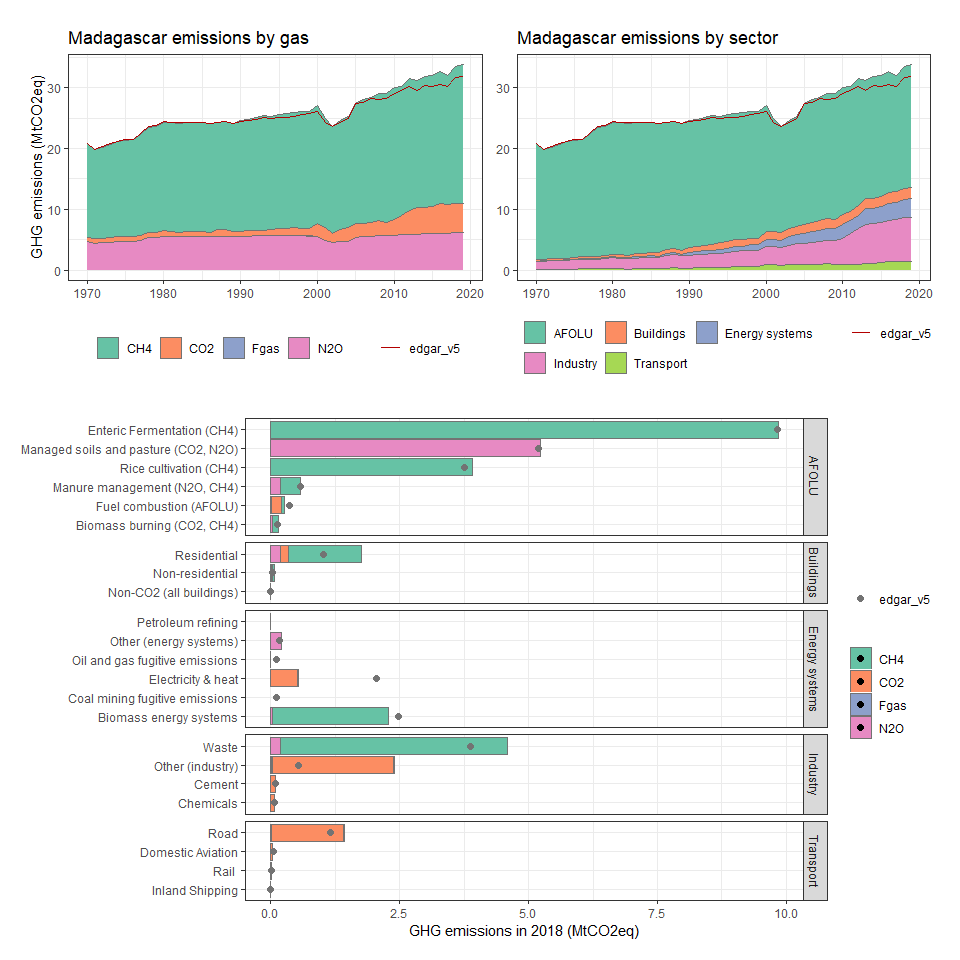 Madagascar emissions by gas
GHG emissions (MtCO2eq)
30
20
10
0
1970 1980 1990 2000 2010 2020
CH4 CO2 Fgas N2O edgar_v5
Madagascar emissions by sector
30
20
10
0
1970 1980 1990 2000 2010 2020
AFOLU Buildings Energy systems edgar_v5
Industry Transport
Enteric Fermentation (CH4)
Managed soils and pasture (CO2, N2O)
Rice cultivation (CH4)
Manure management (N2O, CH4)
Fuel combustion (AFOLU)
Biomass burning (CO2, CH4)
AFOLU
Residential
Non-residential
Non-CO2 (all buildings)
Buildings
Petroleum refining
Other (energy systems)
Oil and gas fugitive emissions
Electricity & heat
Coal mining fugitive emissions
Biomass energy systems
Energy systems
Waste
Other (industry)
Cement
Chemicals
Industry
Road
Domestic Aviation
Rail
Inland Shipping
Transport
0.0 2.5 5.0 7.5 10.0
GHG emissions in 2018 (MtCO2eq)
edgar_v5
CH4
CO2
Fgas
N2O